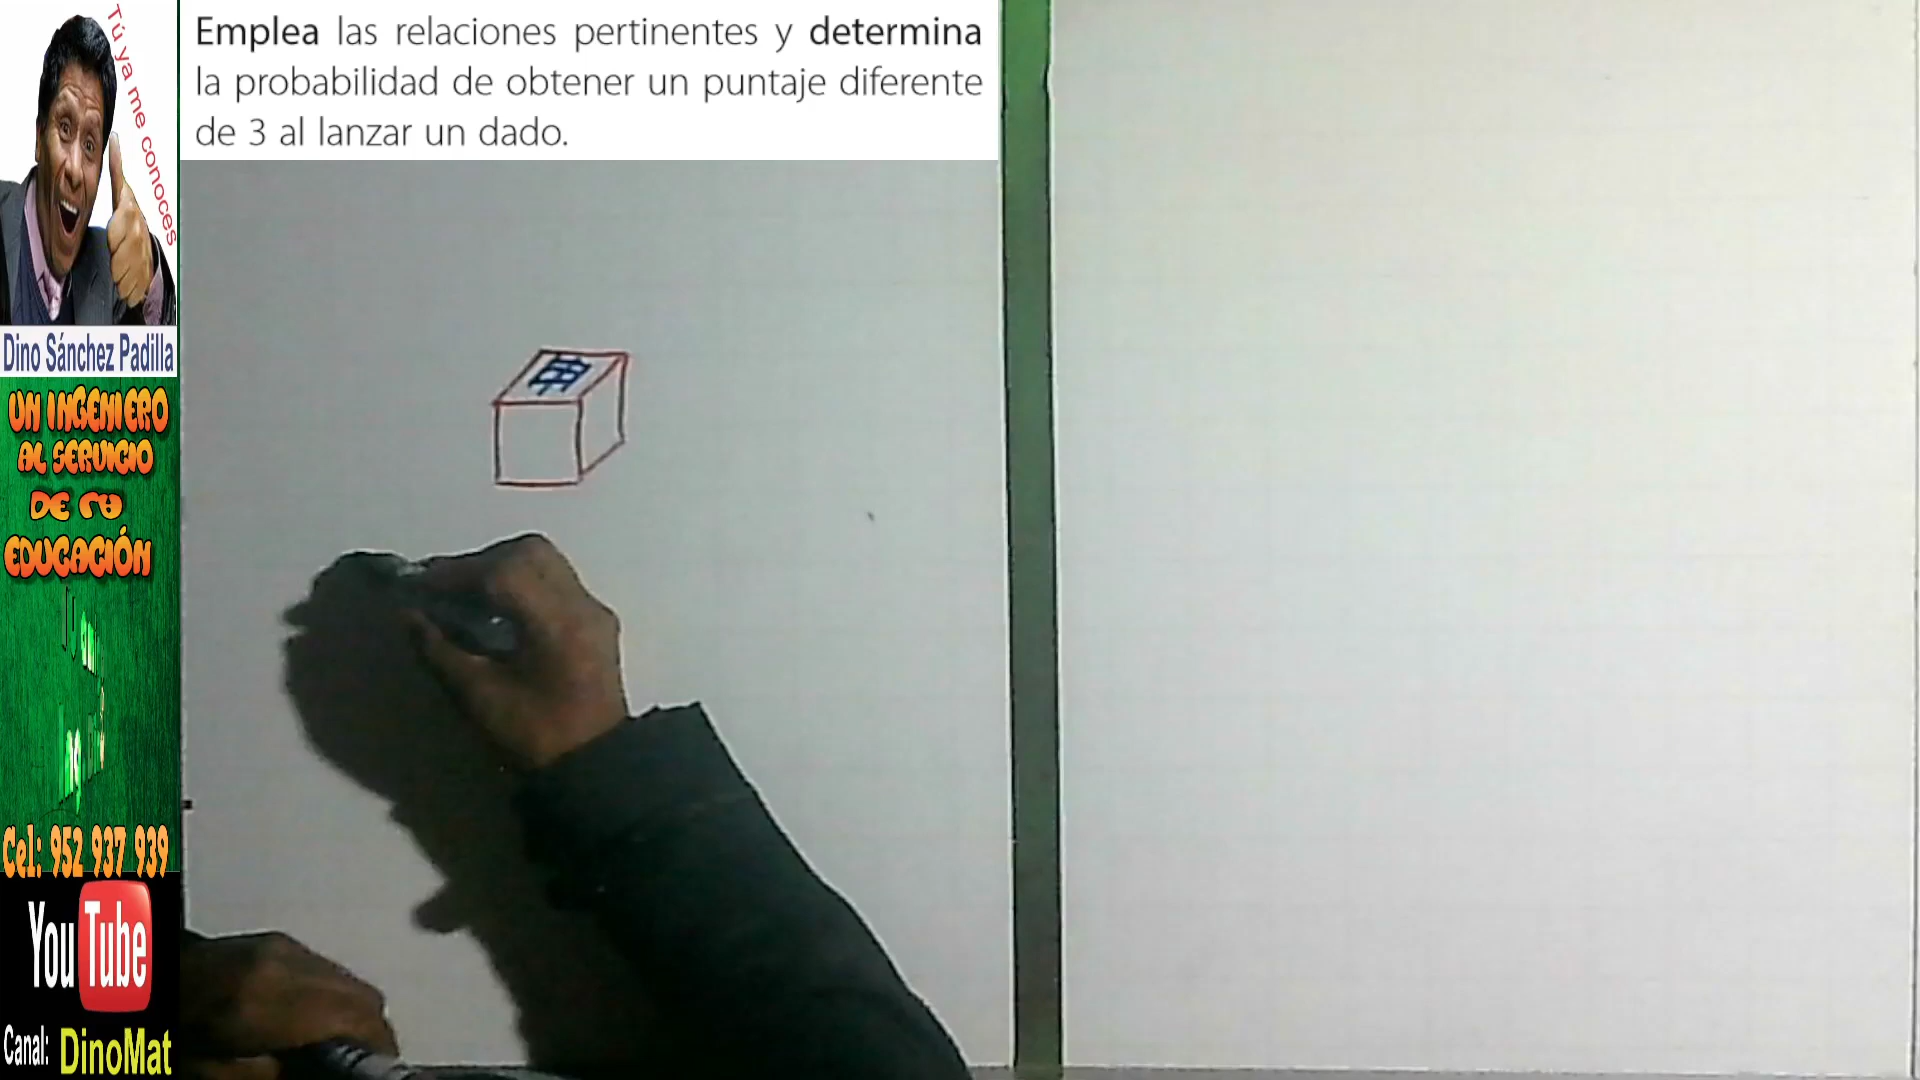 Tú ya me conoces
Dino Sánchez Padilla
UN INGENIERO
AL SERVICIO
DE TU
EDUCACIÓN
Cel: 952 937 939
YouTube
Canal: DinoMat
Emplea las relaciones pertinentes y determina
la probabilidad de obtener un puntaje diferente
de 3 al lanzar un dado.